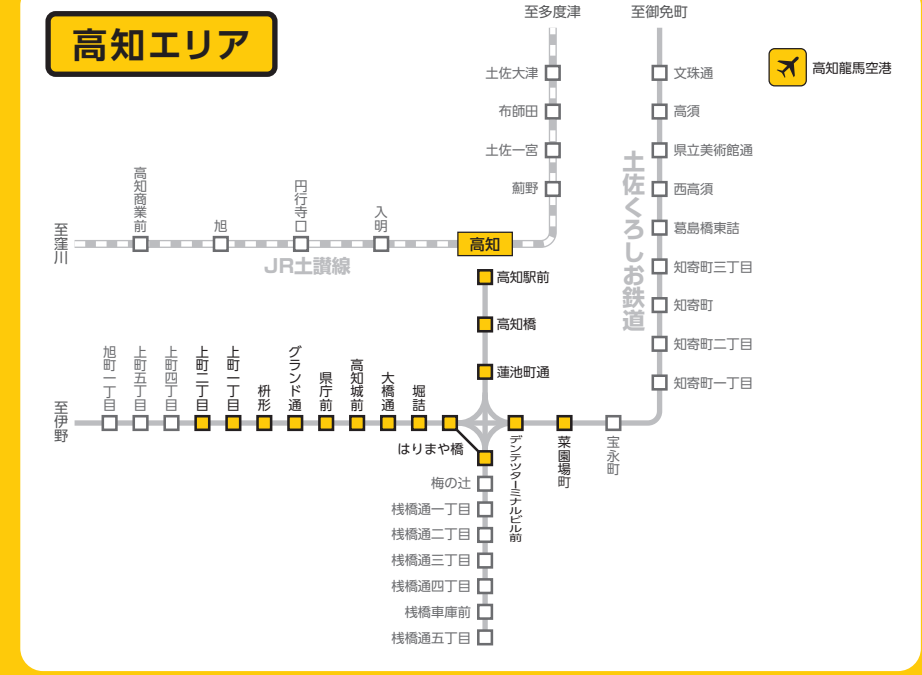 高知エリア
至多度津
至御免町
土佐大津
布師田
土佐一宮
薊野
文珠通
高須
県立美術館通
西高須
葛島橋東詰
知寄町三丁目
知寄町
知寄町二丁目
知寄町一丁目
土佐くろしお鉄道
高知龍馬空港
至窪川
高知商業前
旭
円行寺口
入明
高知
JR土讃線
高知駅前
高知橋
蓮池町通
至伊野
旭町一丁目
上町五丁目
上町四丁目
上町二丁目
上町一丁目
枡形
グランド通
県庁前
高知城前
大橋通
堀詰
はりまや橋
デンテツターミナルビル前
菜園場町
宝永町
梅の辻
桟橋通一丁目
桟橋通二丁目
桟橋通三丁目
桟橋通四丁目
桟橋車庫前
桟橋通五丁目